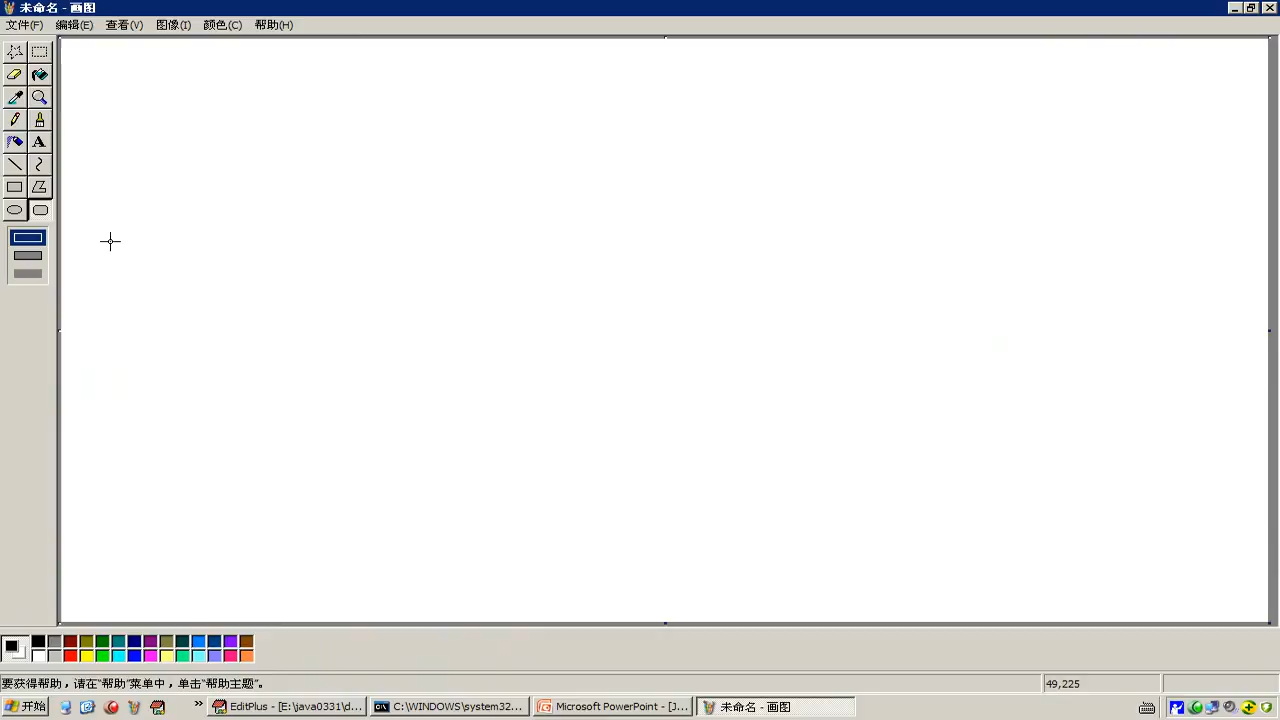 未命名 - 画图
文件(F) 编辑(E) 查看(V) 图像(I) 颜色(C) 帮助(H)
A
要获得帮助，请在“帮助”菜单中，单击“帮助主题”。
49,225
开始
»
EditPlus - [E:\java0331\d...
C:\WINDOWS\system32...
Microsoft PowerPoint - [J...
未命名 - 画图